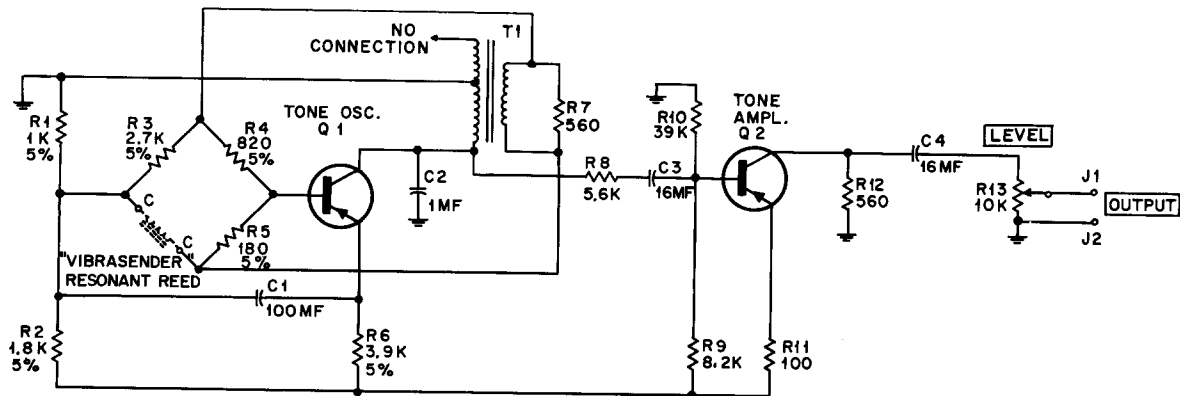 NO
CONNECTION
T1
R1
1K
5%
R3
2.7K
5%
R4
820
5%
TONE OSC.
Q1
R7
560
R10
39K
TONE
AMPL.
Q2
C4
16MF
LEVEL
C2
1MF
R8
5.6K
C3
16MF
R12
560
R13
10K
J1
OUTPUT
J2
C
C
R5
180
5%
"VIBRASENDER"
RESONANT REED
C1
100MF
R2
1.8K
5%
R6
3.9K
5%
R9
8.2K
R11
100